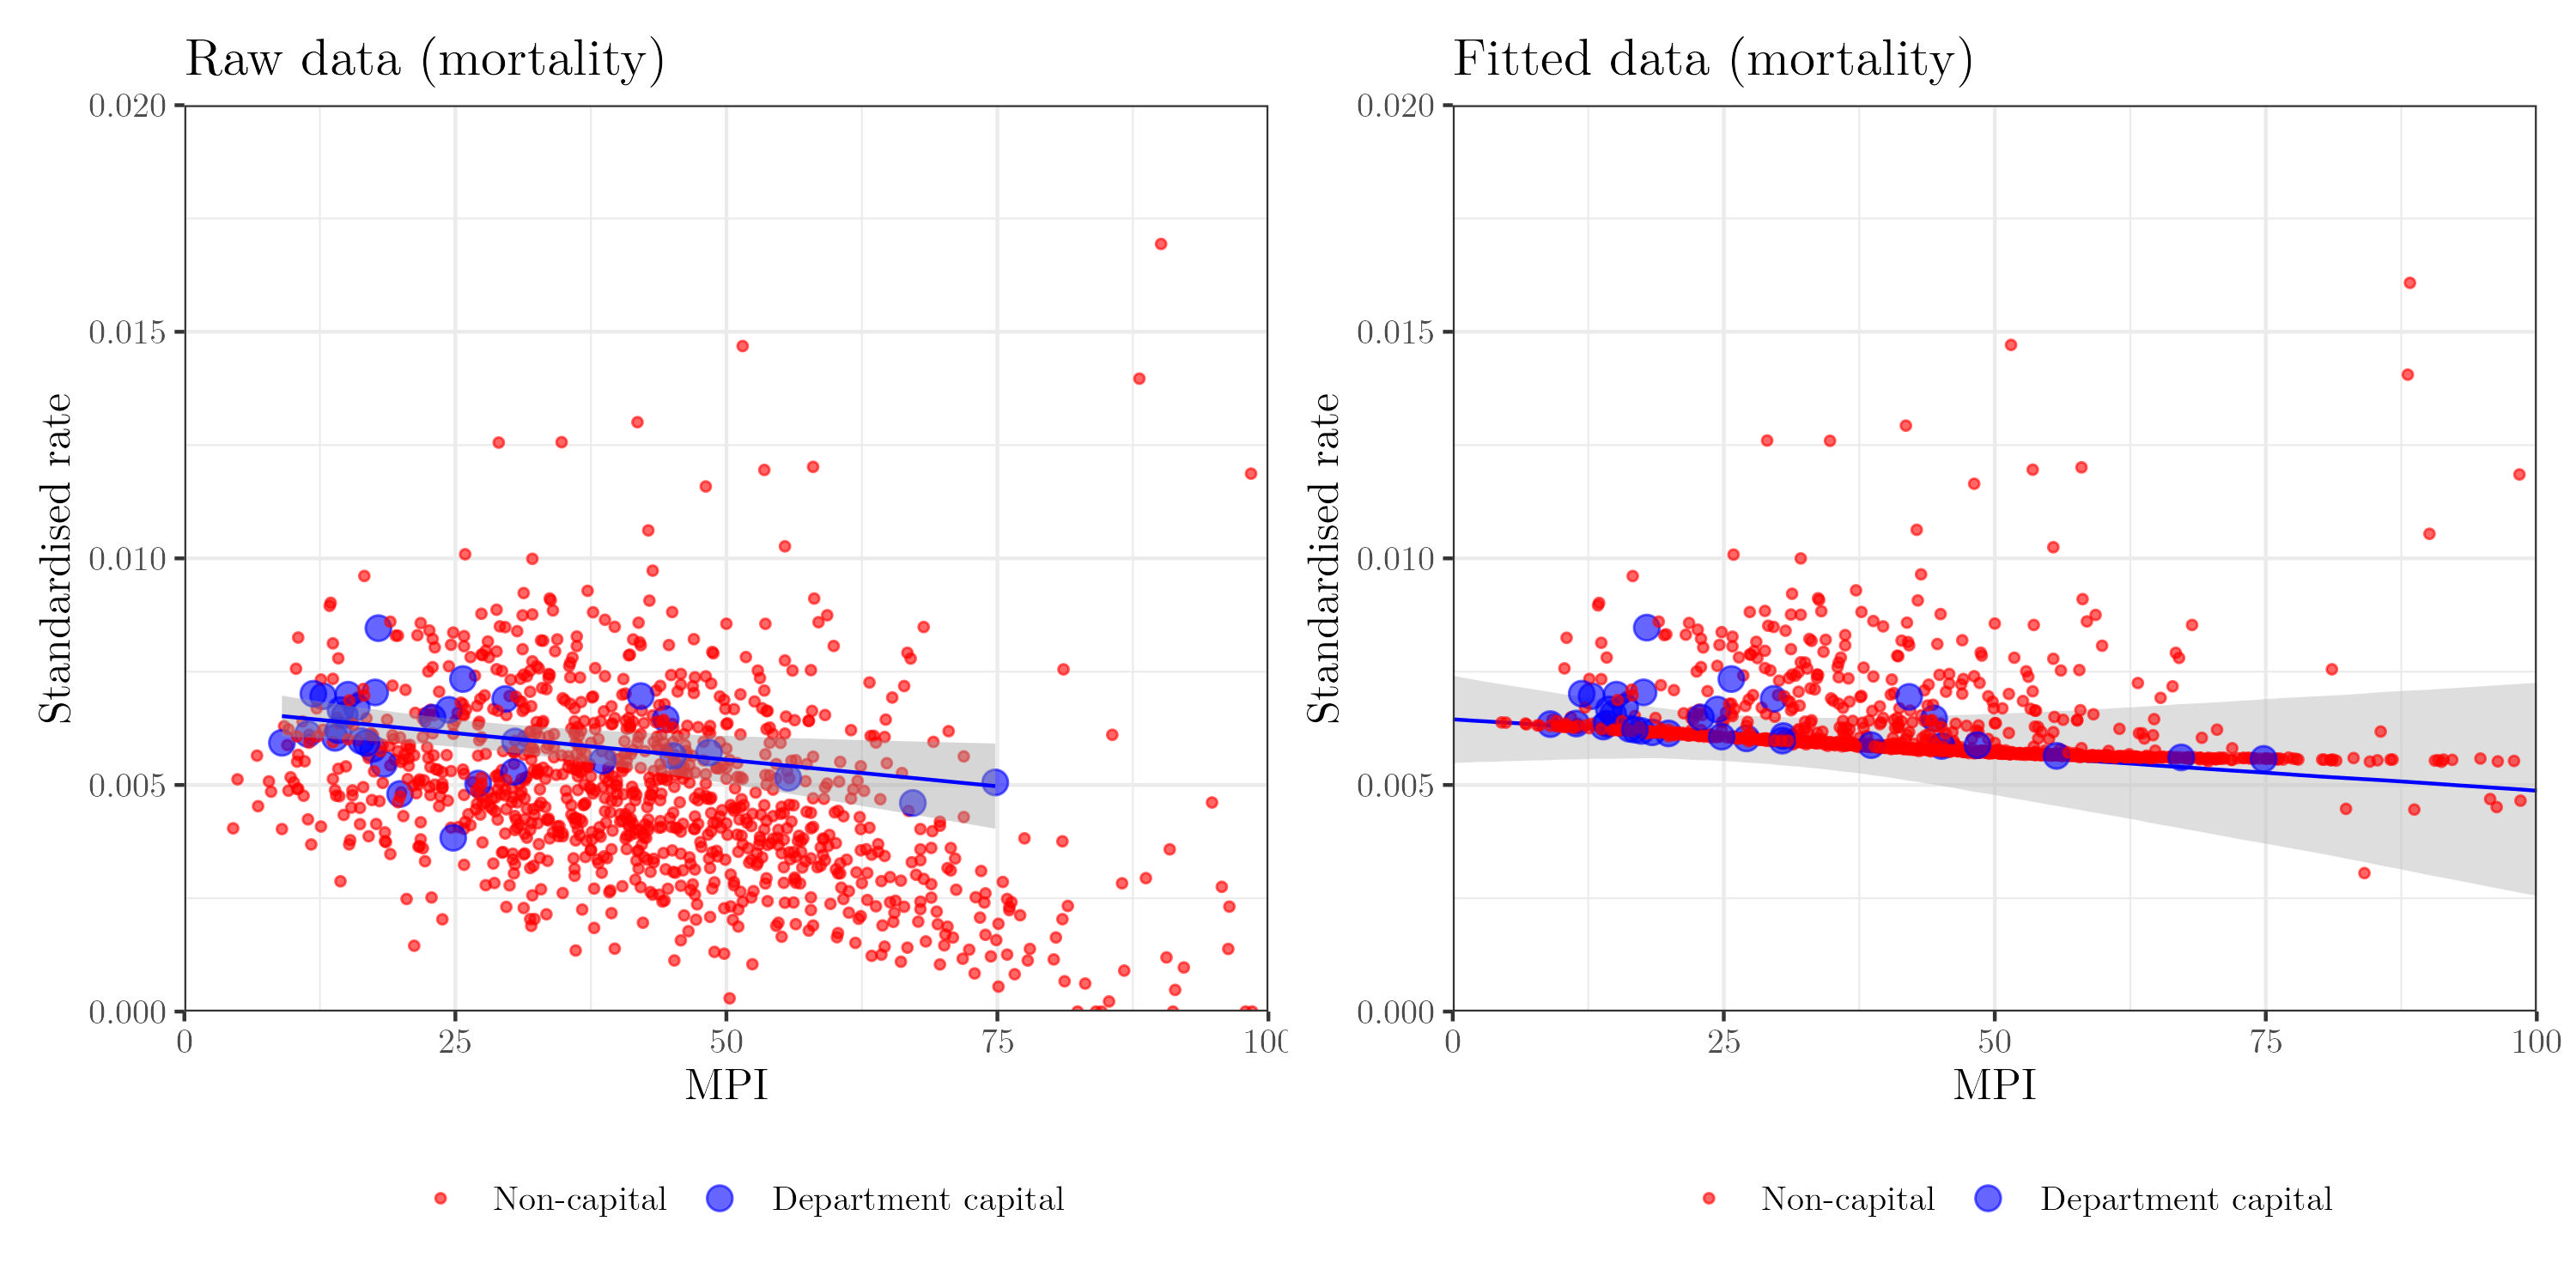 Raw data (mortality)
Standardised rate
0.020
0.015
0.010
0.005
0.000
0 25 50 75 100
MPI
Non-capital Department capital
Fitted data (mortality)
Standardised rate
0.020
0.015
0.010
0.005
0.000
0 25 50 75 100
MPI
Non-capital Department capital